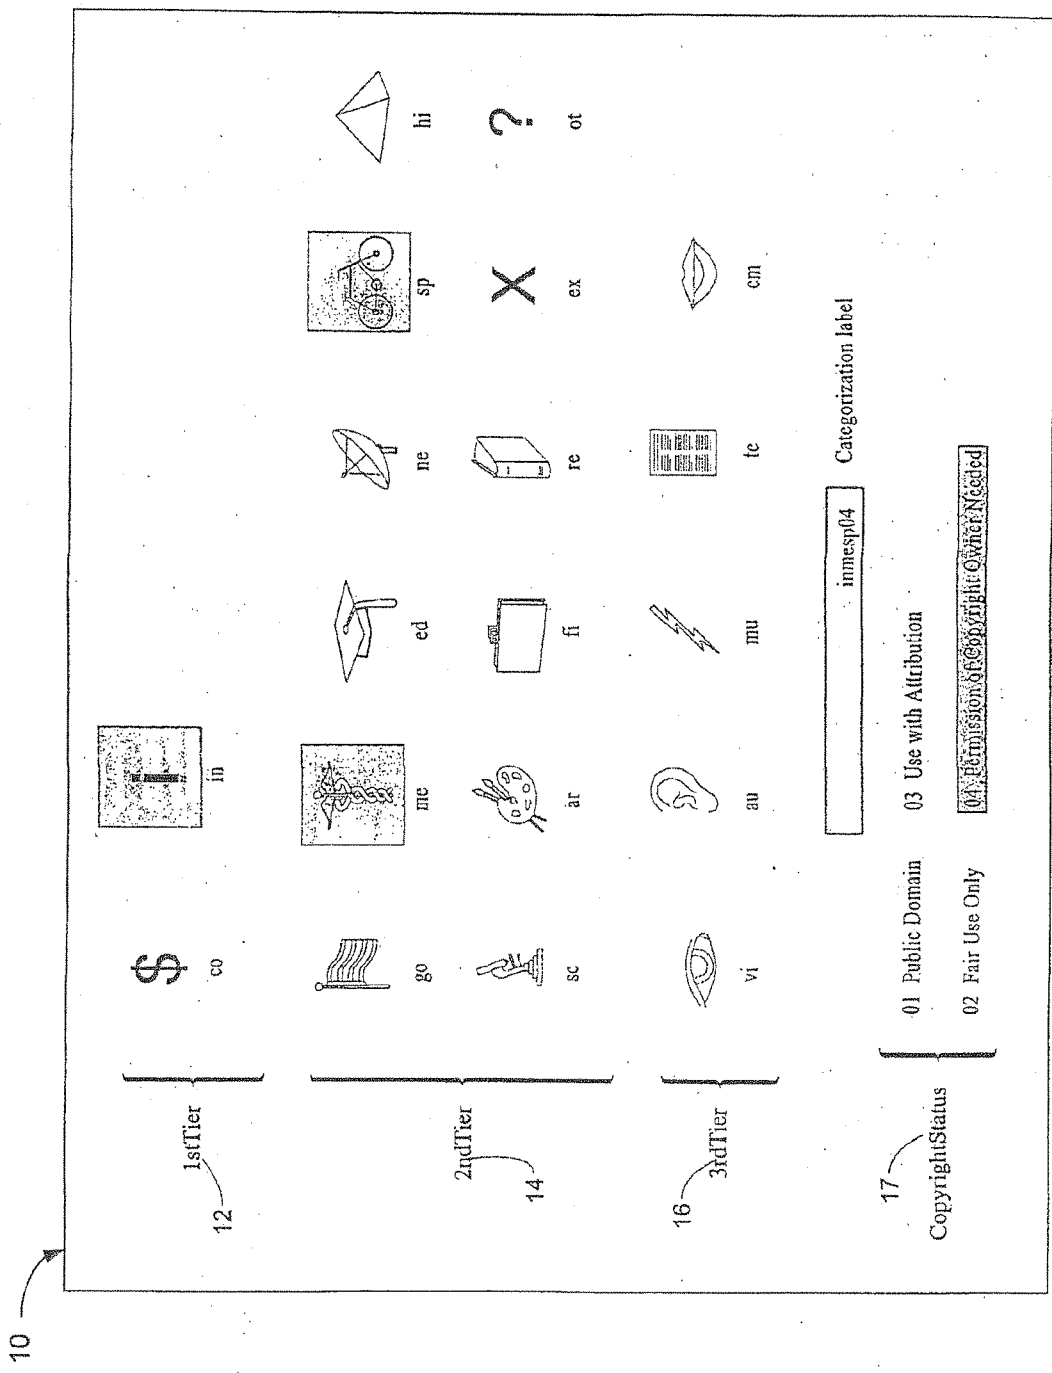 10
1stTier
12
$
co
i
in
2ndTier
14
go
me
ed
ne
sp
hi
sc
ar
fi
re
X
ex
?
ot
3rdTier
16
vi
au
mu
te
cm
inmesp04
Categorization label
CopyrightStatus
17
01 Public Domain
03 Use with Attribution
02 Fair Use Only
04 Permission of Copyright Owner Needed